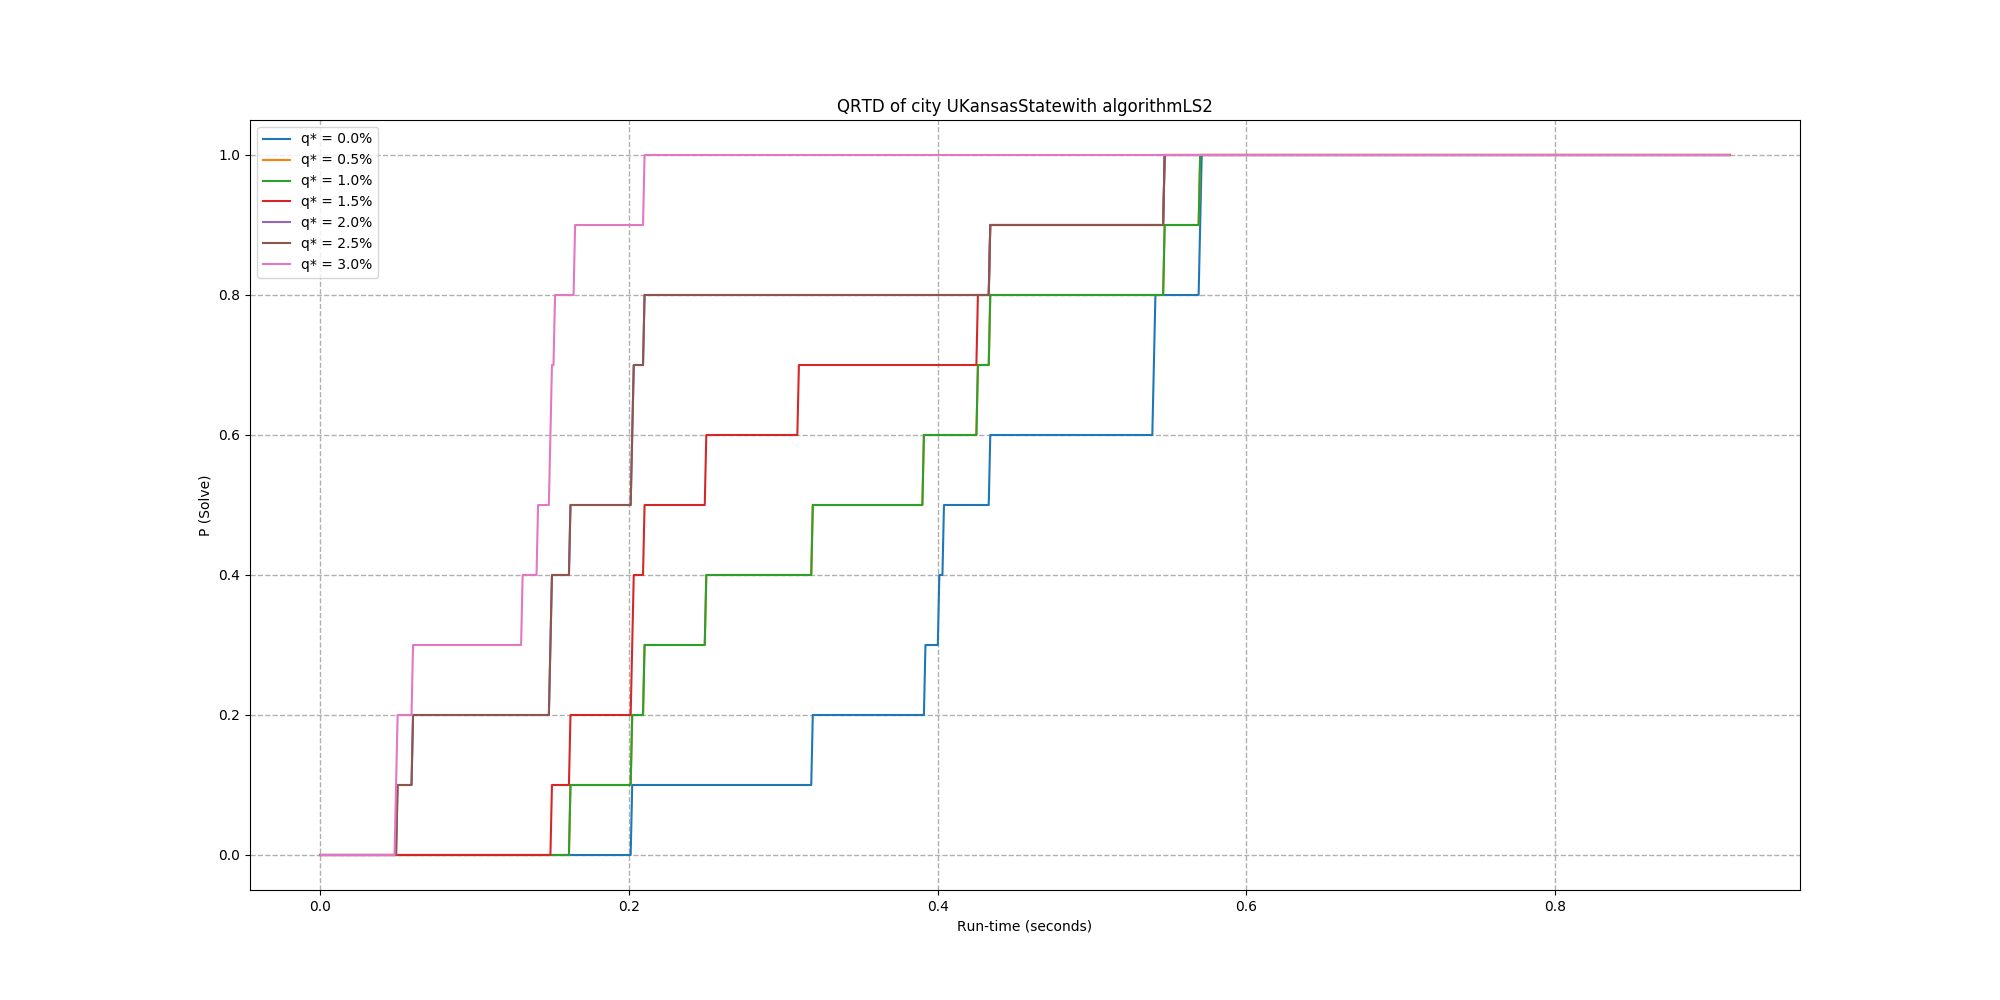 QRTD of city UKansasStatewith algorithmLS2
q* = 0.0%
q* = 0.5%
q* = 1.0%
q* = 1.5%
q* = 2.0%
q* = 2.5%
q* = 3.0%
1.0
0.8
0.6
0.4
0.2
0.0
P (Solve)
0.0 0.2 0.4 0.6 0.8
Run-time (seconds)